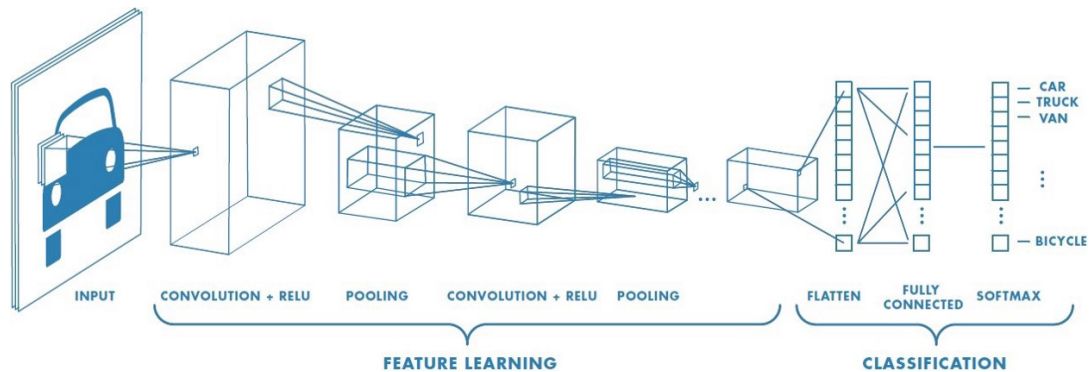 CAR
TRUCK
VAN
BICYCLE
INPUT
CONVOLUTION + RELU
POOLING
CONVOLUTION + RELU
POOLING
FLATTEN
FULLY
CONNECTED
SOFTMAX
FEATURE LEARNING
CLASSIFICATION